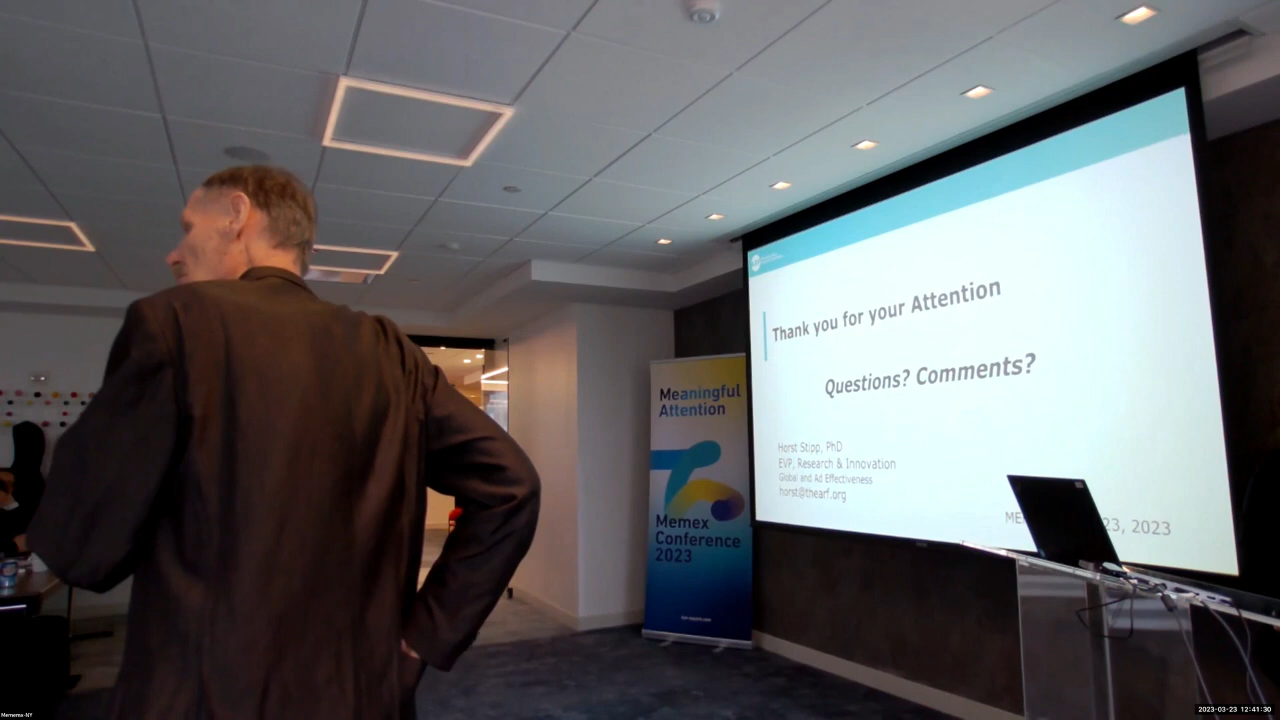 Thank you for your Attention
Questions? Comments?
Horst Stipp, PhD
EVP, Research & Innovation
Global and Ad Effectiveness
horst@thearf.org
23, 2023
Meaningful
Attention
Memex
Conference
2023
Memems-NY
2023-03-23 12:41:30